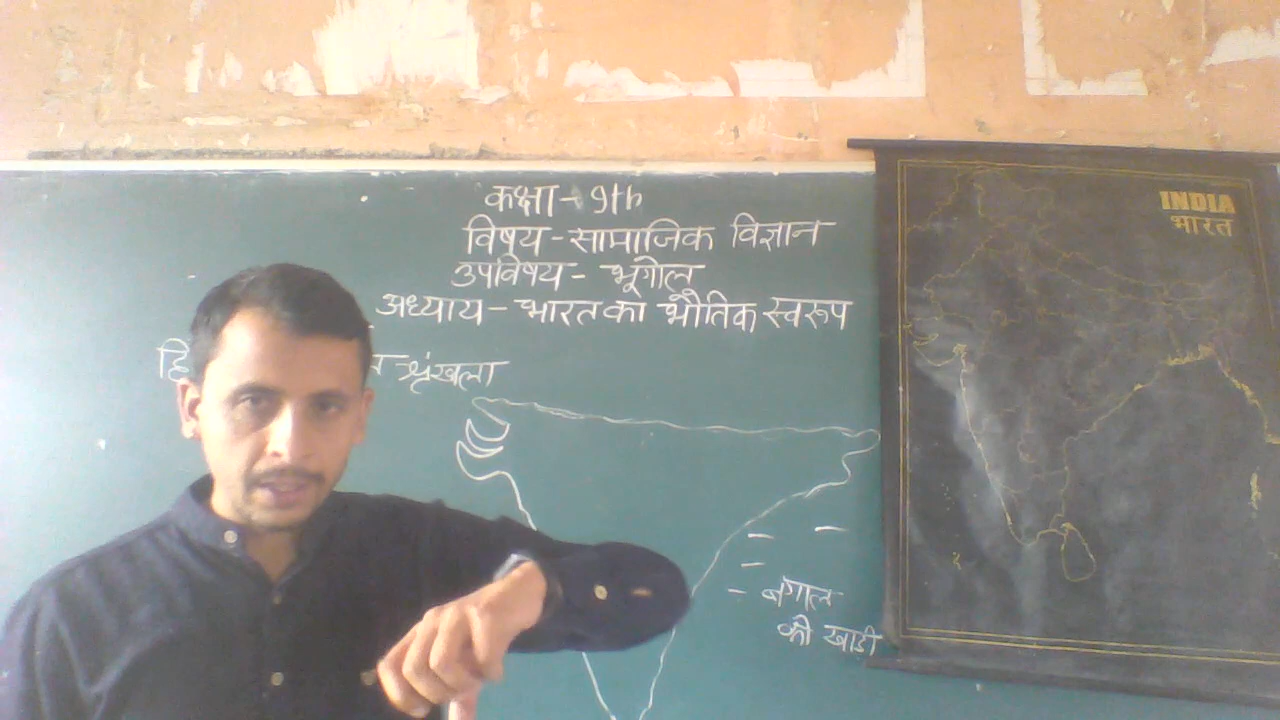 कक्षा - 9th
विषय - सामाजिक विज्ञान
उपविषय - भूगोल
अध्याय - भारत का भौतिक स्वरूप
श्रृंखला
बंगाल
की खाडी
INDIA
भारत